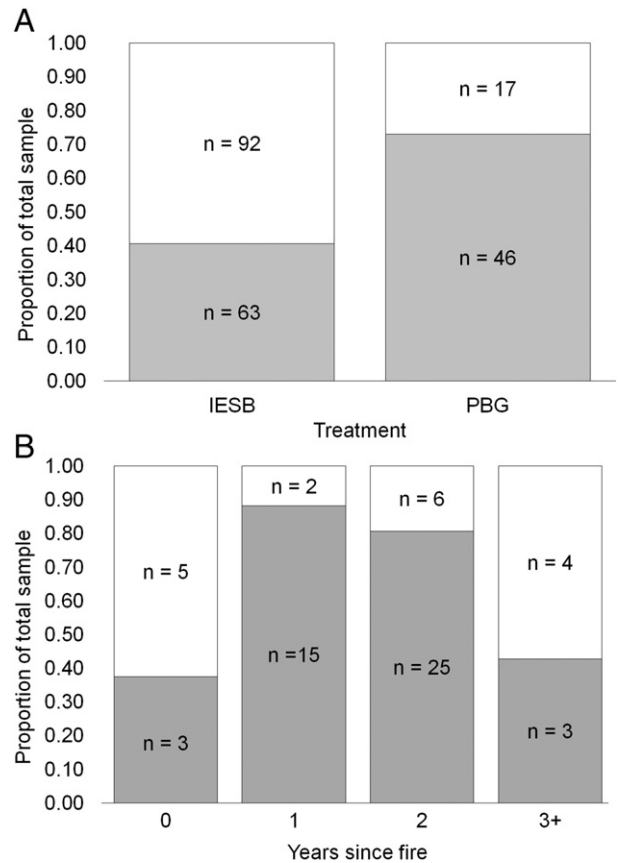 A
Proportion of total sample
1.00
0.90
0.80
0.70
0.60
0.50
0.40
0.30
0.20
0.10
0.00
n = 92
n = 17
n = 63
n = 46
IESB PBG
Treatment
B
Proportion of total sample
1.00
0.90
0.80
0.70
0.60
0.50
0.40
0.30
0.20
0.10
0.00
n = 5
n = 2
n = 6
n = 4
n = 3
n =15
n = 25
n = 3
0 1 2 3+
Years since fire